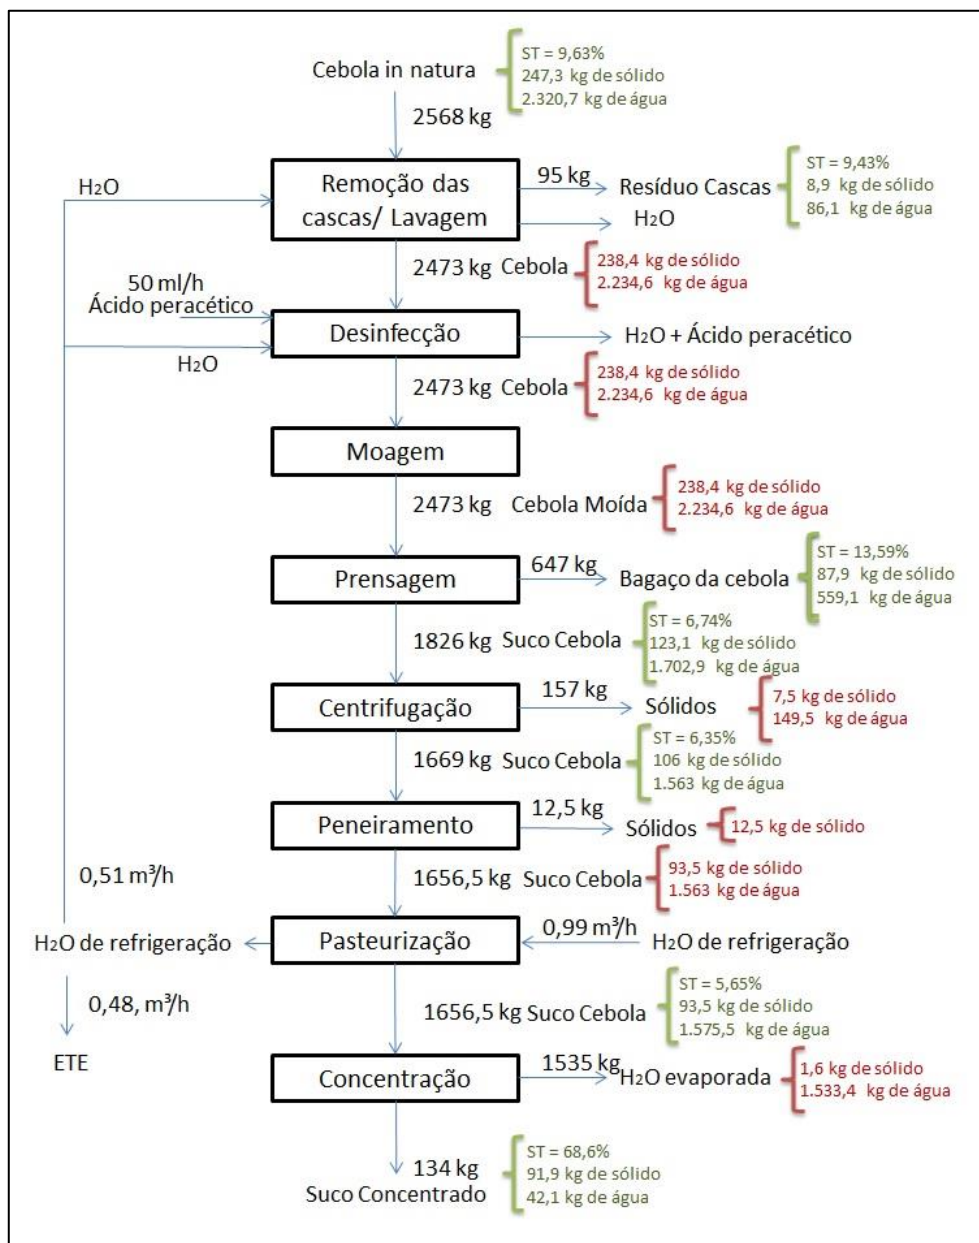 Cebola in natura
ST = 9,63%
247,3 kg de sólido
2.320,7 kg de água
2568 kg
H₂O
Remoção das
cascas/ Lavagem
95 kg
Resíduo Cascas
ST = 9,43%
8,9 kg de sólido
86,1 kg de água
H₂O
2473 kg Cebola
238,4 kg de sólido
2.234,6 kg de água
50 ml/h
Ácido peracético
H₂O
Desinfecção
H₂O + Ácido peracético
2473 kg Cebola
238,4 kg de sólido
2.234,6 kg de água
Moagem
2473 kg Cebola Moída
238,4 kg de sólido
2.234,6 kg de água
Prensagem
647 kg
Bagaço da cebola
ST = 13,59%
87,9 kg de sólido
559,1 kg de água
1826 kg Suco Cebola
ST = 6,74%
123,1 kg de sólido
1.702,9 kg de água
Centrifugação
157 kg
Sólidos
7,5 kg de sólido
149,5 kg de água
1669 kg Suco Cebola
ST = 6,35%
106 kg de sólido
1.563 kg de água
Peneiramento
12,5 kg
Sólidos
12,5 kg de sólido
1656,5 kg Suco Cebola
93,5 kg de sólido
1.563 kg de água
0,51 m³/h
H₂O de refrigeração
Pasteurização
0,99 m³/h
H₂O de refrigeração
0,48, m³/h
ETE
1656,5 kg Suco Cebola
ST = 5,65%
93,5 kg de sólido
1.575,5 kg de água
Concentração
1535 kg
H₂O evaporada
1,6 kg de sólido
1.533,4 kg de água
134 kg
Suco Concentrado
ST = 68,6%
91,9 kg de sólido
42,1 kg de água